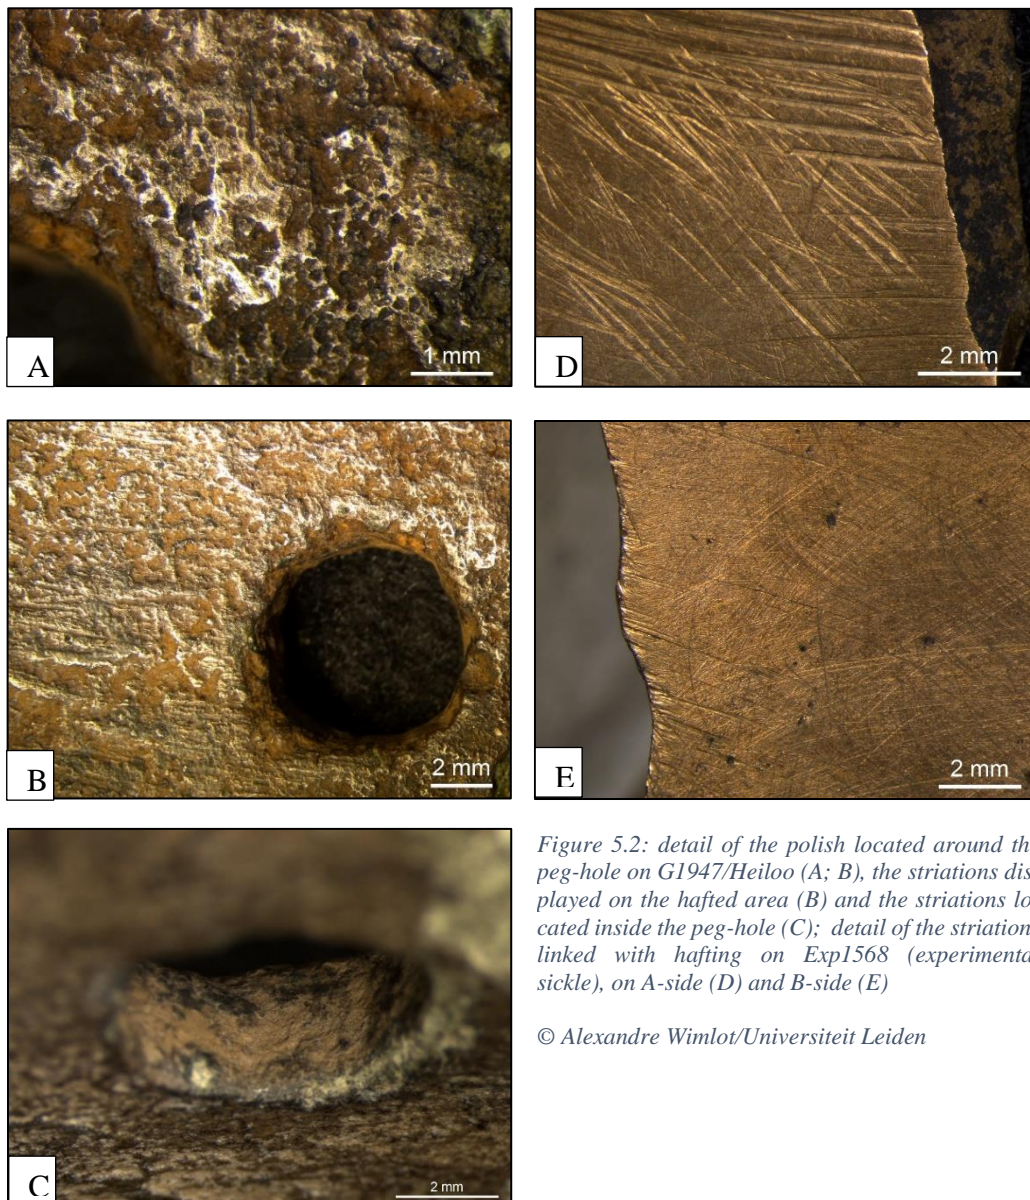 1 mm
A
2 mm
D
2 mm
B
2 mm
E
Figure 5.2: detail of the polish located around th
peg-hole on G1947/Heiloo (A; B), the striations dis
played on the hafted area (B) and the striations lo
cated inside the peg-hole (C); detail of the striation
linked with hafting on Exp1568 (experimenta
sickle), on A-side (D) and B-side (E)
© Alexandre Wimlot/Universiteit Leiden
2 mm
C